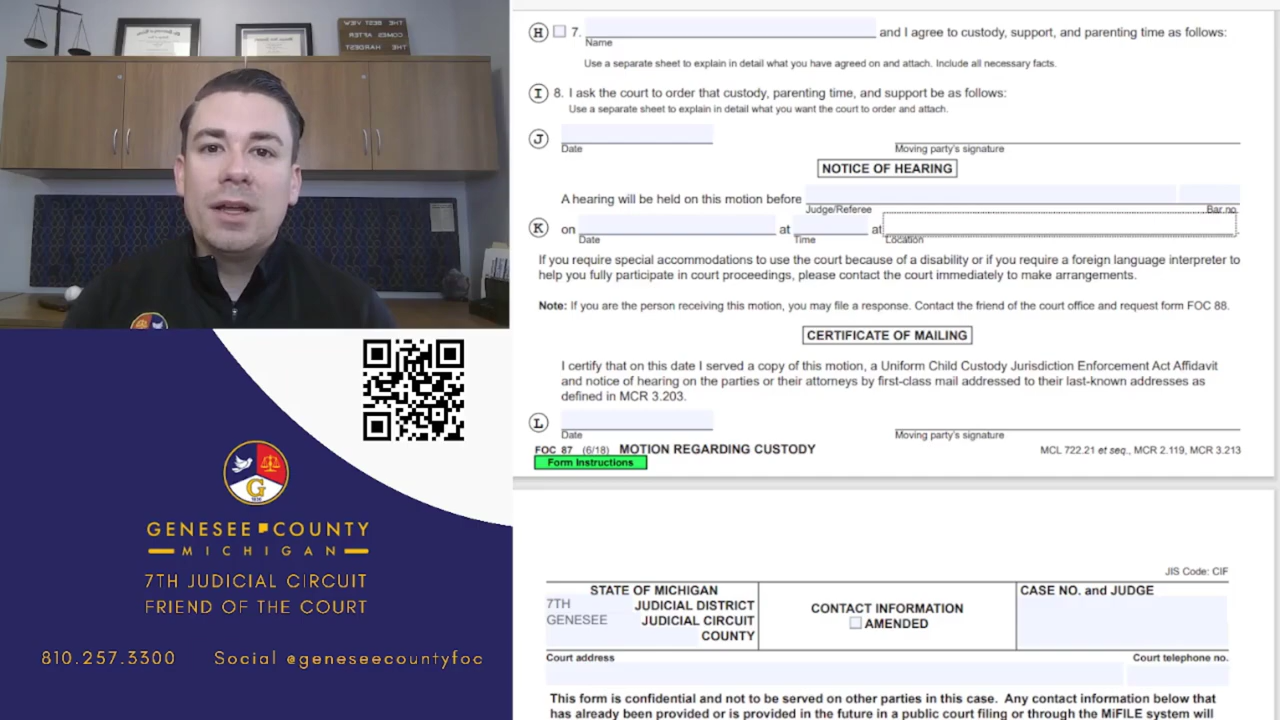 THE BEST VIEW
COMES AFTER
THE HARDEST
GENESEE COUNTY
MICHIGAN
7TH JUDICIAL CIRCUIT
FRIEND OF THE COURT
810.257.3300 Social @geneseecountyfoc
H 7. and I agree to custody, support, and parenting time as follows:
Name
Use a separate sheet to explain in detail what you have agreed on and attach. Include all necessary facts.
I 8. I ask the court to order that custody, parenting time, and support be as follows:
Use a separate sheet to explain in detail what you want the court to order and attach.
J
Date Moving party's signature
NOTICE OF HEARING
A hearing will be held on this motion before
Judge/Referee Bar no.
K on at at
Date Time Location
If you require special accommodations to use the court because of a disability or if you require a foreign language interpreter to
help you fully participate in court proceedings, please contact the court immediately to make arrangements.
Note: If you are the person receiving this motion, you may file a response. Contact the friend of the court office and request form FOC 88.
CERTIFICATE OF MAILING
I certify that on this date I served a copy of this motion, a Uniform Child Custody Jurisdiction Enforcement Act Affidavit
and notice of hearing on the parties or their attorneys by first-class mail addressed to their last-known addresses as
defined in MCR 3.203.
L
Date Moving party's signature
FOC 87 (6/18) MOTION REGARDING CUSTODY MCL 722.21 et seq., MCR 2.119, MCR 3.213
Form Instructions
JIS Code: CIF
STATE OF MICHIGAN
7TH JUDICIAL DISTRICT
GENESEE JUDICIAL CIRCUIT
COUNTY
CONTACT INFORMATION
AMENDED
CASE NO. and JUDGE
Court address Court telephone no.
This form is confidential and not to be served on other parties in this case. Any contact information below that
has already been provided or is provided in the future in a public court filing or through the MiFILE system will